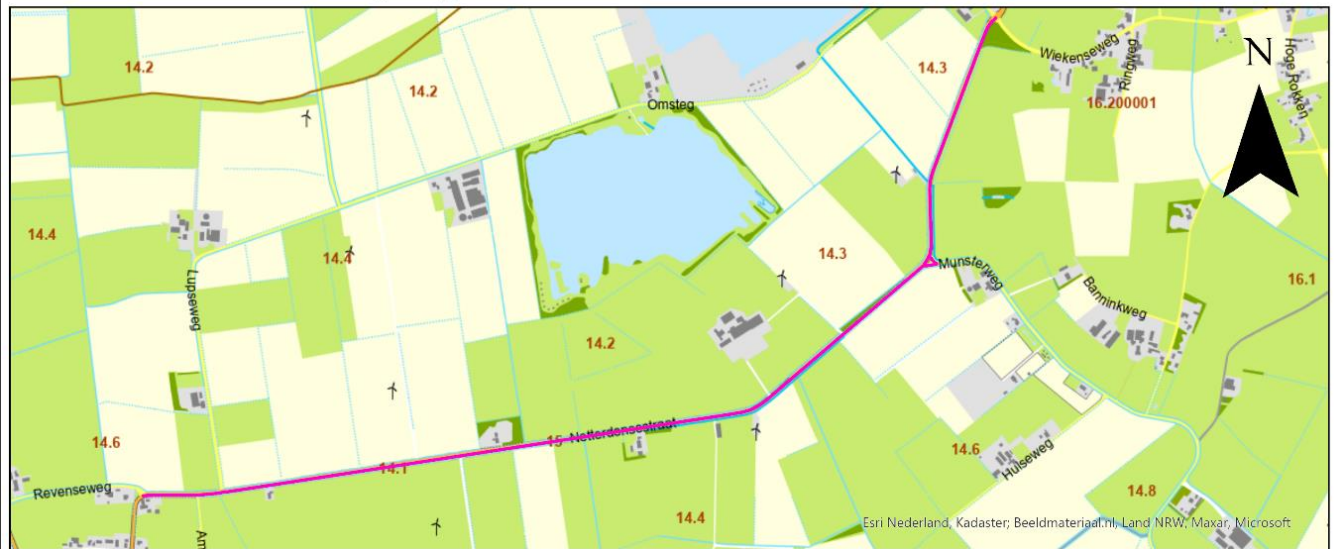 14.2
14.2
14.3
Wiekenseweg
Ringweg
Hoge Rokken
N
16.200001
Omsteg
14.4
14.4
14.3
Munsterweg
16.1
Lupseweg
Banninkweg
14.2
14.6
15 Netterdensestraat
14.1
14.6
Hulseweg
Revenseweg
14.8
14.4
Esri Nederland, Kadaster; Beeldmateriaal.nl, Land NRW, Maxar, Microsoft